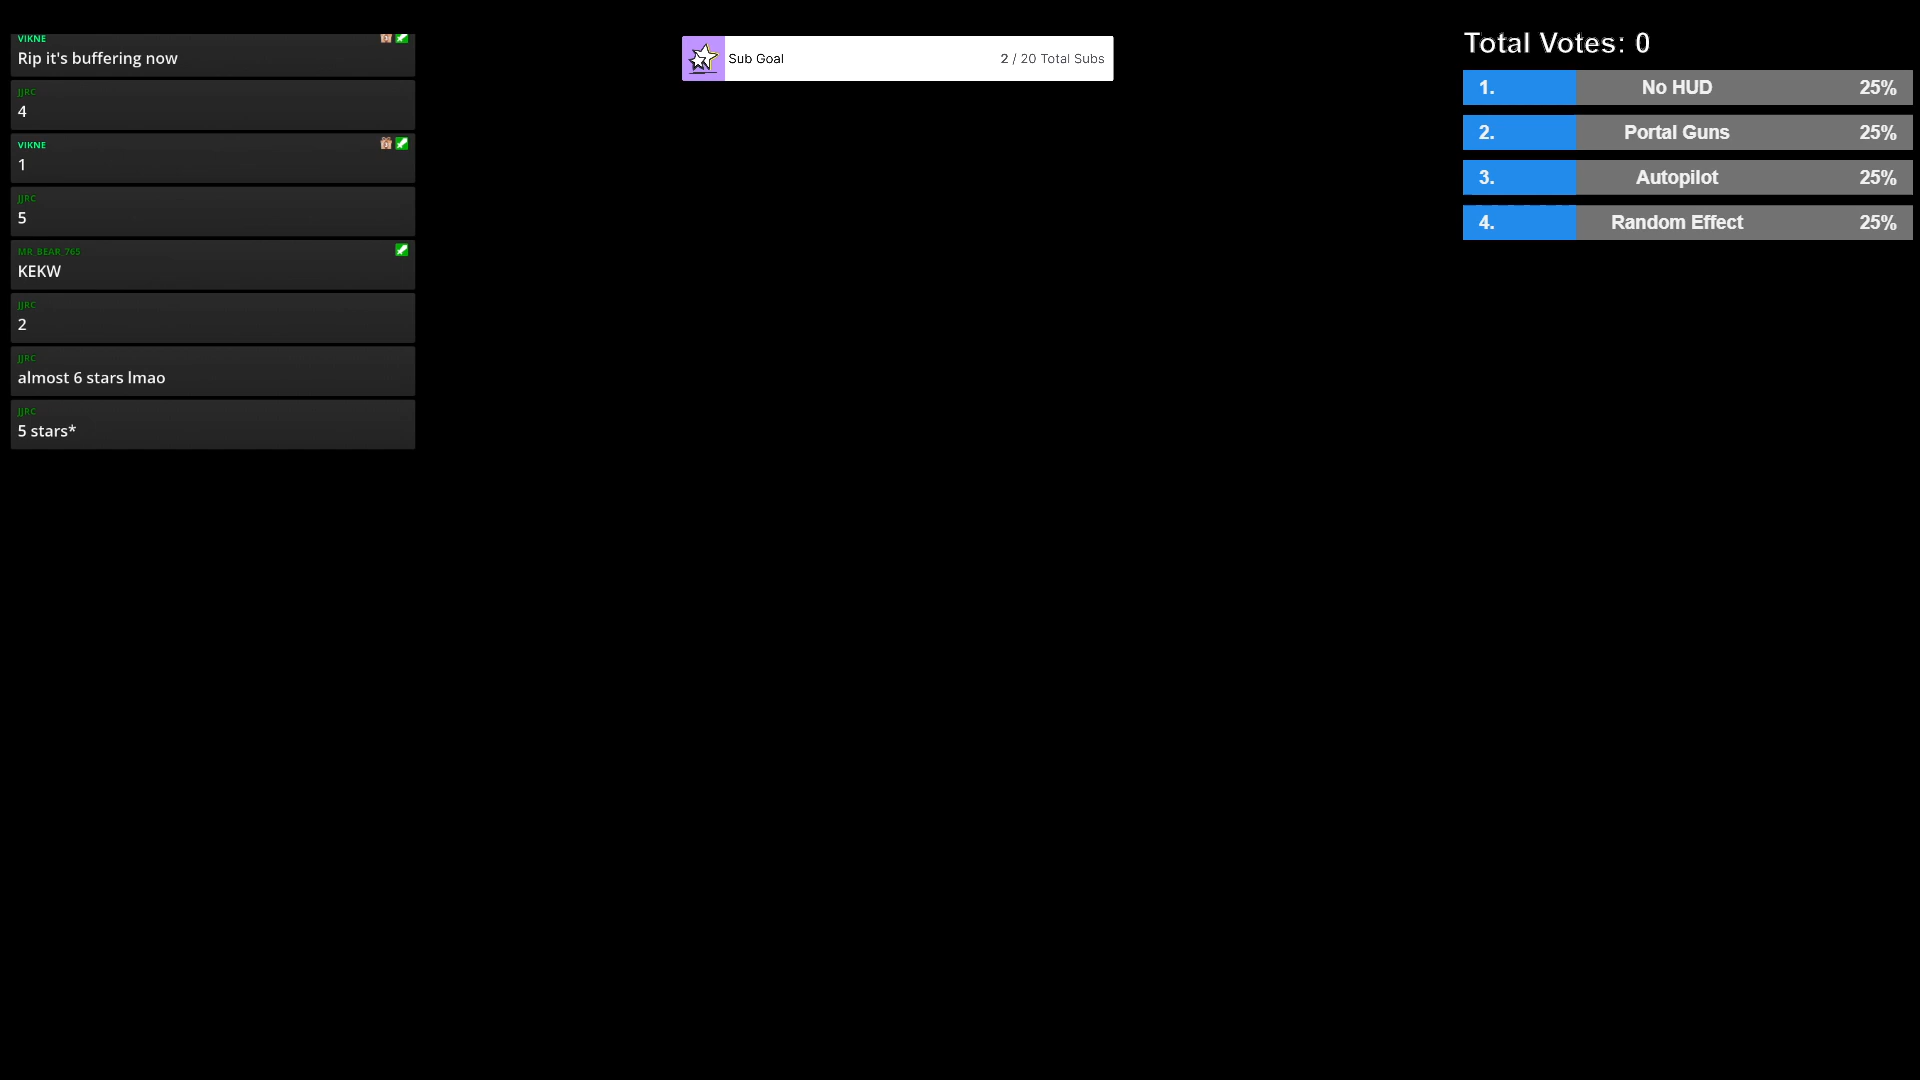 VIKNE
Rip it's buffering now
JJRC
4
VIKNE
1
JJRC
5
MR_BEAR_765
KEKW
JJRC
2
JJRC
almost 6 stars lmao
JJRC
5 stars*
Sub Goal 2 / 20 Total Subs
Total Votes: 0
1. No HUD 25%
2. Portal Guns 25%
3. Autopilot 25%
4. Random Effect 25%